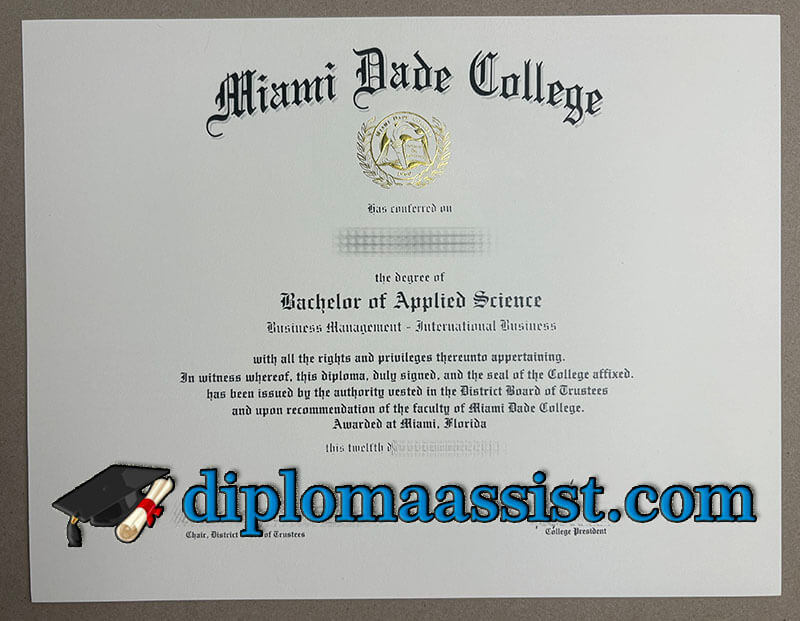 Miami Dade College
MIAMI DADE
1960
Has conferred on
the degree of
Bachelor of Applied Science
Business Management - International Business
with all the rights and privileges thereunto appertaining.
In witness whereof, this diploma, duly signed, and the seal of the College affixed.
has been issued by the authority vested in the District Board of Trustees
and upon recommendation of the faculty of Miami Dade College.
Awarded at Miami, Florida
this twelfth
diplomaassist.com
Chair, District of Trustees
College President